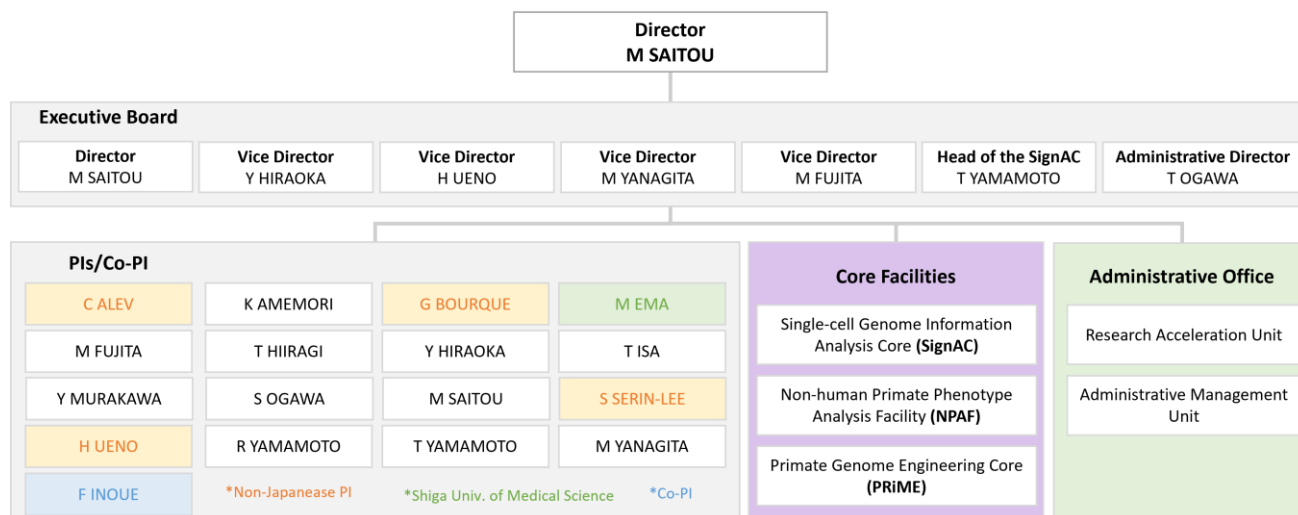 Director
M SAITOU
Executive Board
Director
M SAITOU
Vice Director
Y HIRAOKA
Vice Director
H UENO
Vice Director
M YANAGITA
Vice Director
M FUJITA
Head of the SignAC
T YAMAMOTO
Administrative Director
T OGAWA
PIs/Co-PI
C ALEV
K AMEMORI
G BOURQUE
M EMA
M FUJITA
T HIIRAGI
Y HIRAOKA
T ISA
Y MURAKAWA
S OGAWA
M SAITOU
S SERIN-LEE
H UENO
R YAMAMOTO
T YAMAMOTO
M YANAGITA
F INOUE
*Non-Japanease PI
*Shiga Univ. of Medical Science
*Co-PI
Core Facilities
Single-cell Genome Information
Analysis Core (SignAC)
Non-human Primate Phenotype
Analysis Facility (NPAF)
Primate Genome Engineering Core
(PRiME)
Administrative Office
Research Acceleration Unit
Administrative Management
Unit